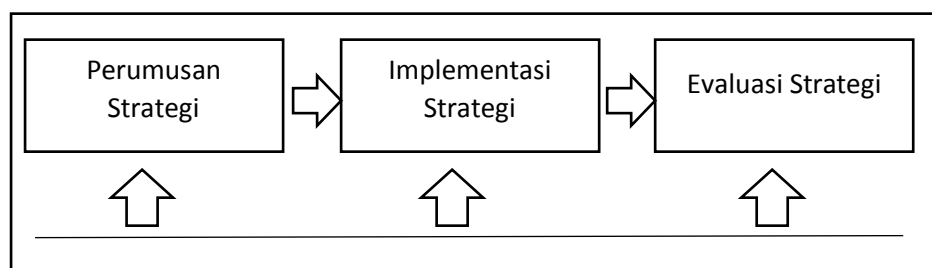 Perumusan
Strategi
Implementasi
Strategi
Evaluasi Strategi